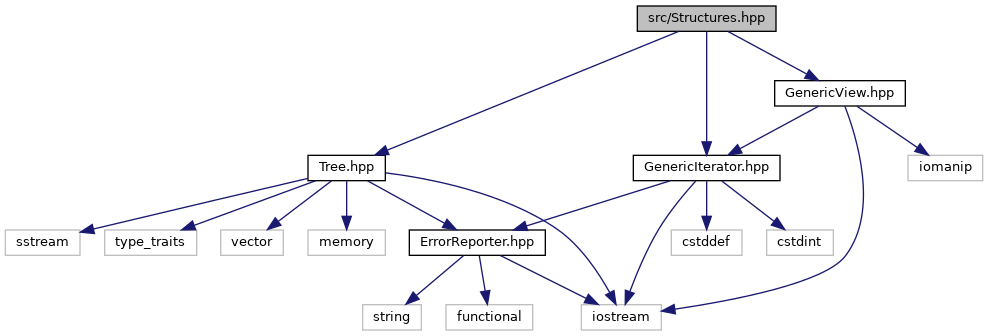 src/Structures.hpp
GenericView.hpp
Tree.hpp
GenericIterator.hpp
iomanip
sstream
type_traits
vector
memory
ErrorReporter.hpp
cstddef
cstdint
string
functional
iostream